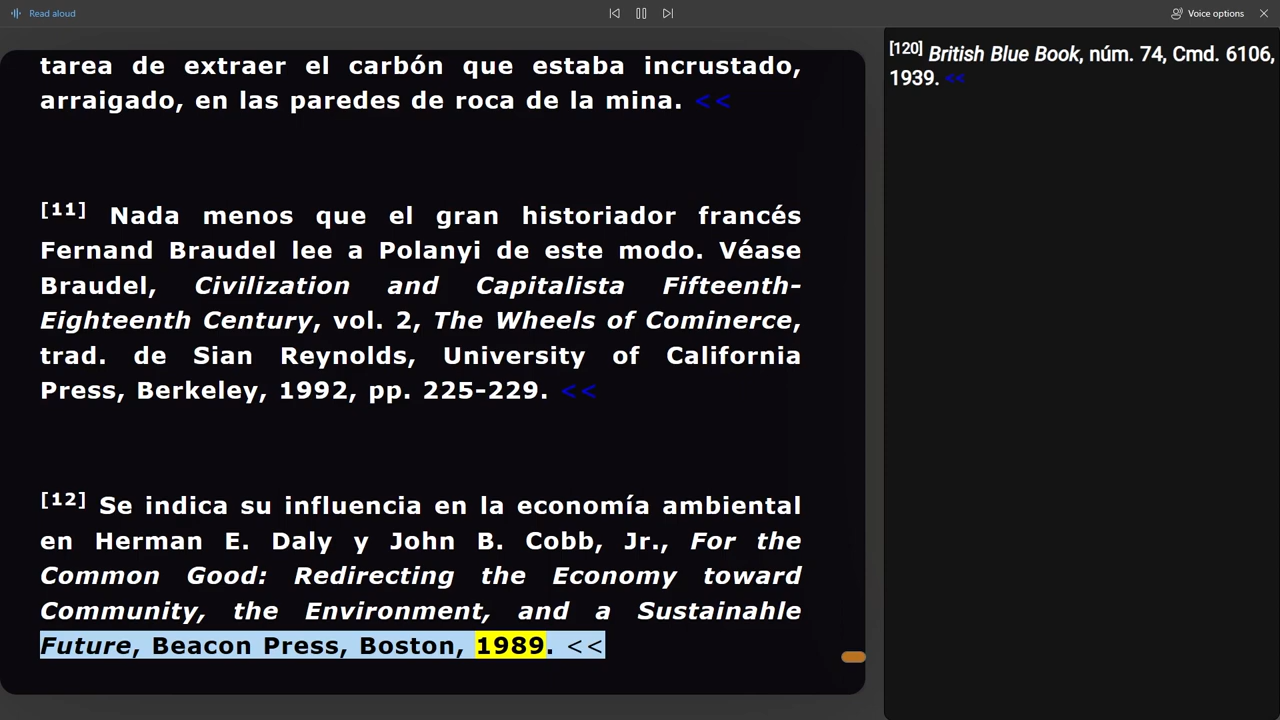 Read aloud
Voice options
tarea de extraer el carbón que estaba incrustado,
arraigado, en las paredes de roca de la mina. <<
[11] Nada menos que el gran historiador francés
Fernand Braudel lee a Polanyi de este modo. Véase
Braudel, Civilization and Capitalista Fifteenth-
Eighteenth Century, vol. 2, The Wheels of Cominerce,
trad. de Sian Reynolds, University of California
Press, Berkeley, 1992, pp. 225-229. <<
[12] Se indica su influencia en la economía ambiental
en Herman E. Daly y John B. Cobb, Jr., For the
Common Good: Redirecting the Economy toward
Community, the Environment, and a Sustainahle
Future, Beacon Press, Boston, 1989. <<
[120] British Blue Book, núm. 74, Cmd. 6106,
1939. <<